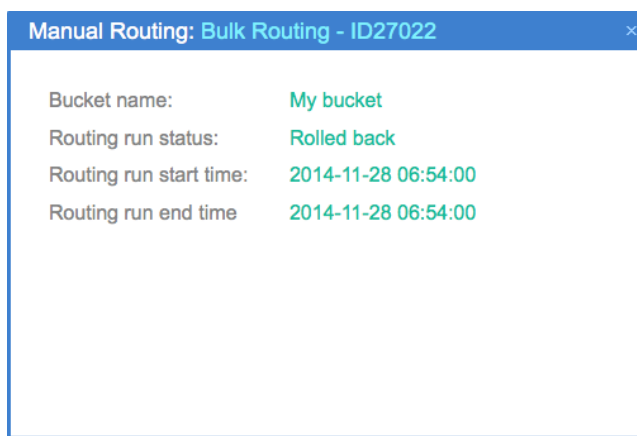 Manual Routing: Bulk Routing - ID27022 ×
Bucket name: My bucket
Routing run status: Rolled back
Routing run start time: 2014-11-28 06:54:00
Routing run end time 2014-11-28 06:54:00